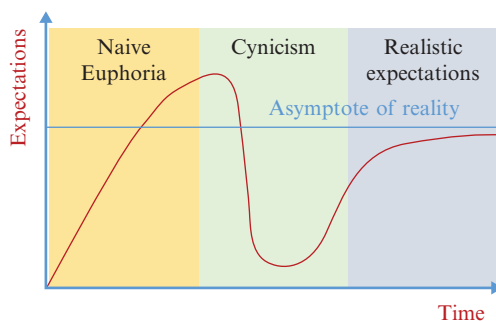 Expectations
Naive
Euphoria
Cynicism
Realistic
expectations
Asymptote of reality
Time